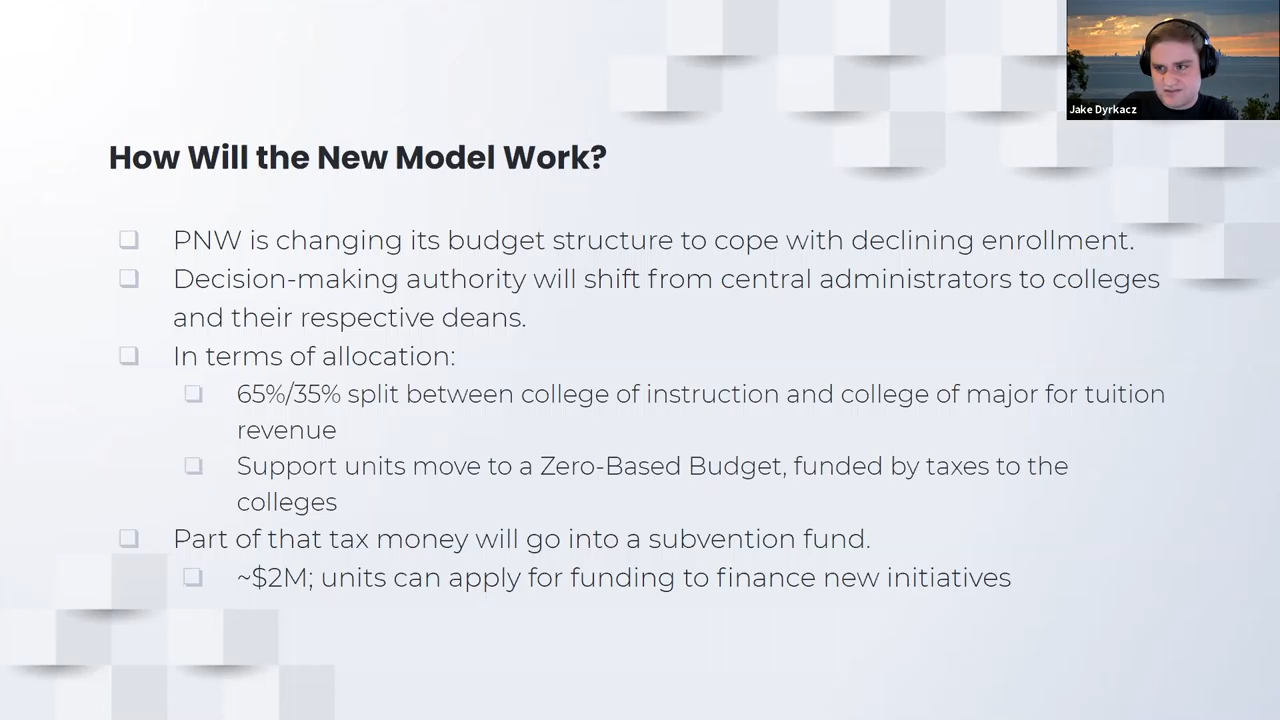 Jake Dyrkacz
How Will the New Model Work?
PNW is changing its budget structure to cope with declining enrollment.
Decision-making authority will shift from central administrators to colleges
and their respective deans.
In terms of allocation:
65%/35% split between college of instruction and college of major for tuition
revenue
Support units move to a Zero-Based Budget, funded by taxes to the
colleges
Part of that tax money will go into a subvention fund.
~$2M; units can apply for funding to finance new initiatives